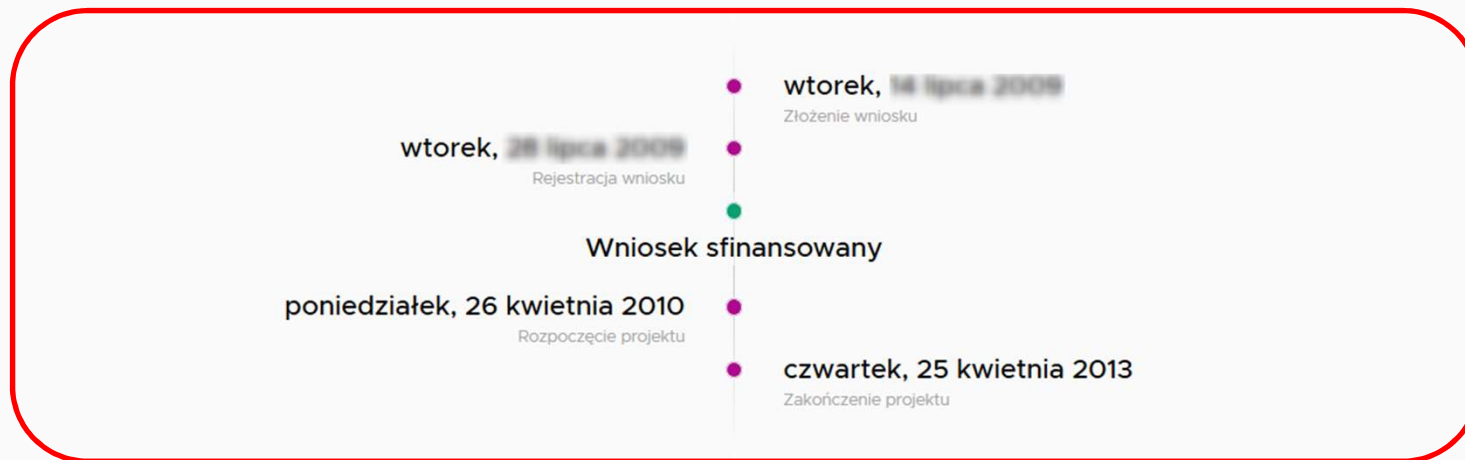 wtorek,
Złożenie wniosku
wtorek,
Rejestracja wniosku
Wniosek sfinansowany
poniedziałek, 26 kwietnia 2010
Rozpoczęcie projektu
czwartek, 25 kwietnia 2013
Zakończenie projektu